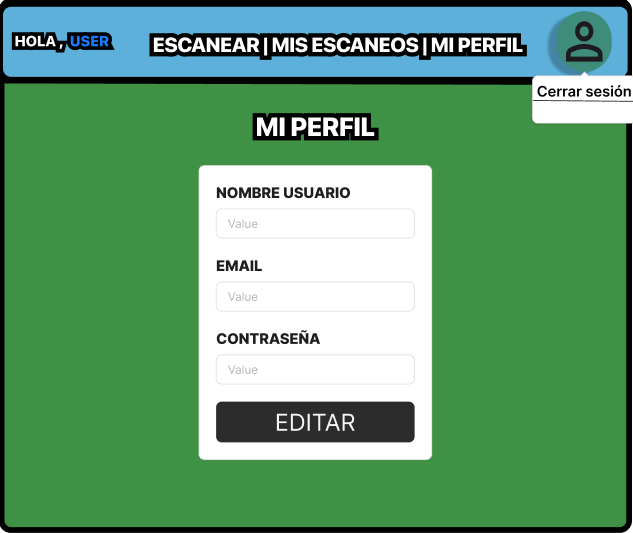 HOLA, USER
ESCANEAR | MIS ESCANEOS | MI PERFIL
Cerrar sesión
MI PERFIL
NOMBRE USUARIO
Value
EMAIL
Value
CONTRASEÑA
Value
EDITAR